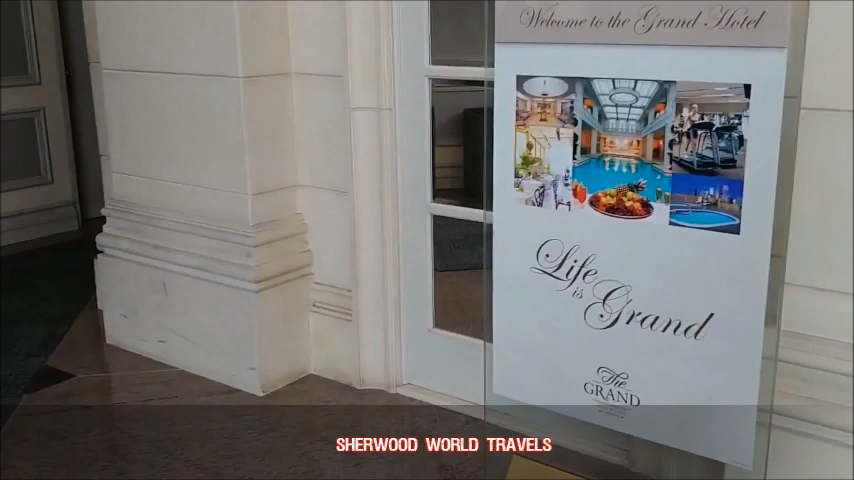 Welcome to the Grand Hotel
Life
is
Grand
The
GRAND
SHERWOOD WORLD TRAVELS